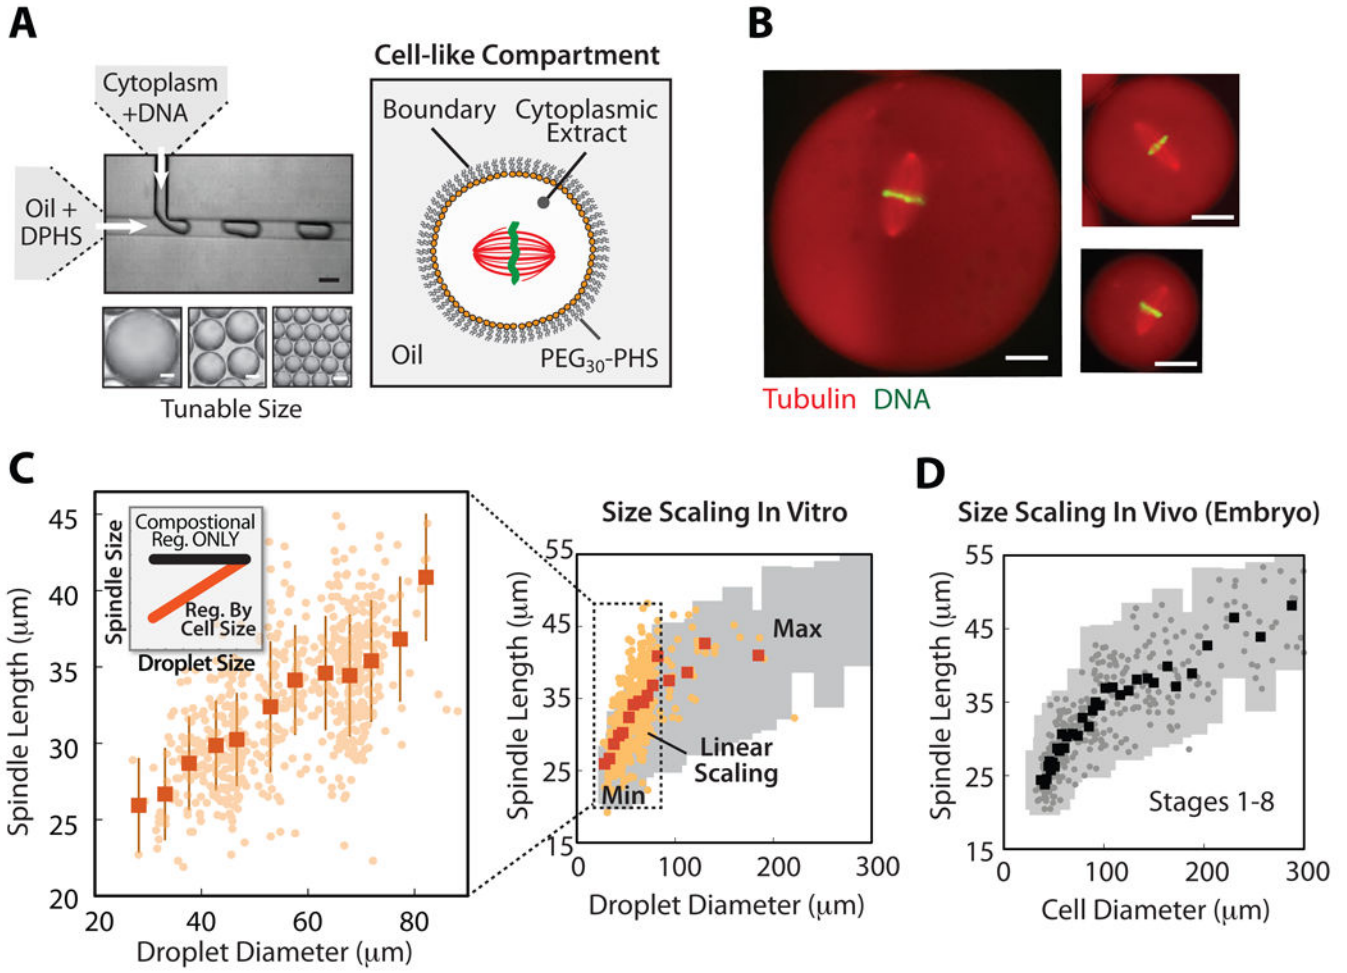 A
Cytoplasm
+DNA
Oil +
DPHS
Tunable Size
Cell-like Compartment
Boundary
Cytoplasmic
Extract
Oil
PEG30-PHS
B
Tubulin DNA
C
Spindle Length (μm)
45
40
35
30
25
20
20 40 60 80
Droplet Diameter (μm)
Spindle Size
Compostional
Reg. ONLY
Reg. By
Cell Size
Droplet Size
Size Scaling In Vitro
Spindle Length (μm)
55
45
35
25
15
Max
Linear
Scaling
Min
0 100 200 300
Droplet Diameter (μm)
D
Size Scaling In Vivo (Embryo)
Spindle Length (μm)
55
45
35
25
15
Stages 1-8
0 100 200 300
Cell Diameter (μm)